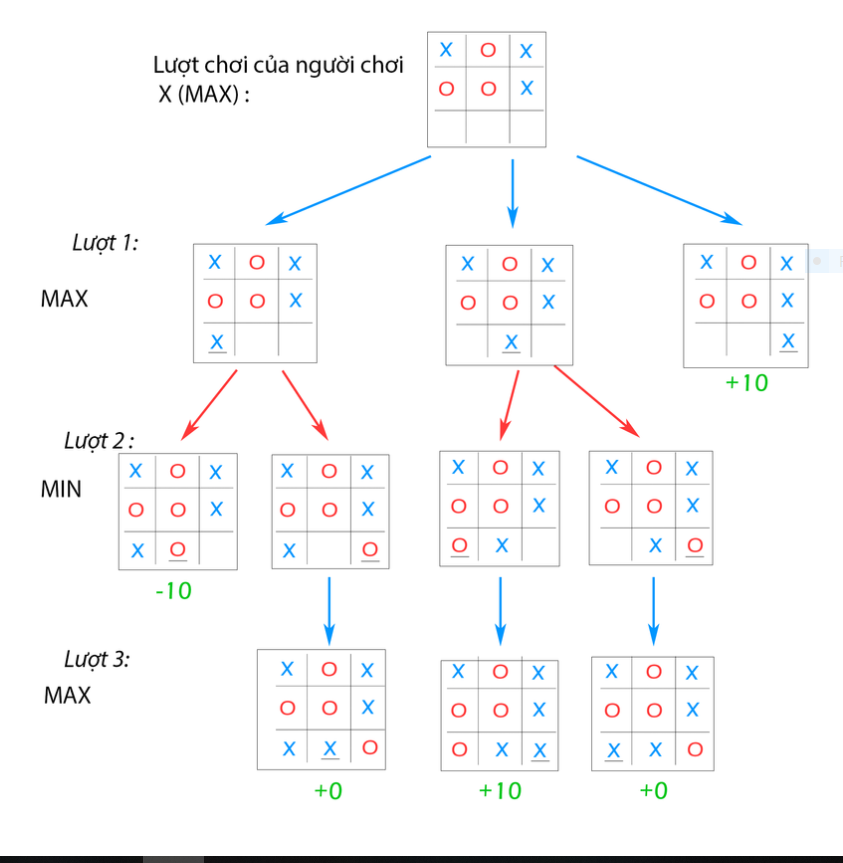 Lượt chơi của người chơi
X (MAX) :
X O X
O O X
Lượt 1:
MAX
X O X
O O X
X
X O X
O O X
X
X O X
O O X
X
+10
Lượt 2 :
MIN
X O X
O O X
X O
-10
X O X
O O X
X O
X O X
O O X
O X
X O X
O O X
X O
Lượt 3:
MAX
X O X
O O X
X X O
+0
X O X
O O X
O X X
+10
X O X
O O X
X X O
+0